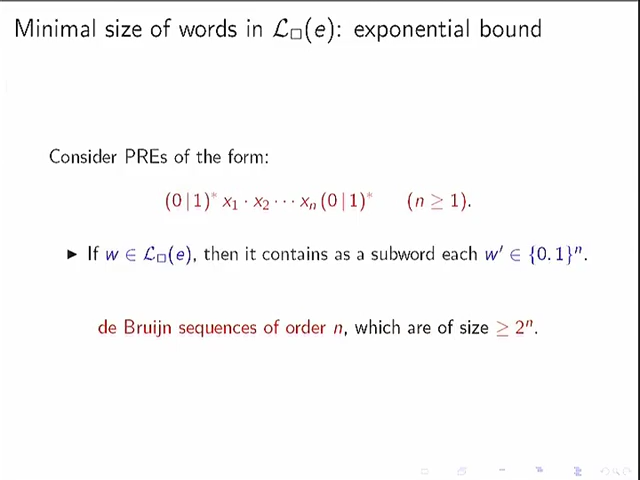 Minimal size of words in ℒ□(e): exponential bound
Consider PREs of the form:
(0 | 1)* x₁ · x₂ ··· xₙ (0 | 1)* (n ≥ 1).
► If w ∈ ℒ□(e), then it contains as a subword each w′ ∈ {0.1}ⁿ.
de Bruijn sequences of order n, which are of size ≥ 2ⁿ.